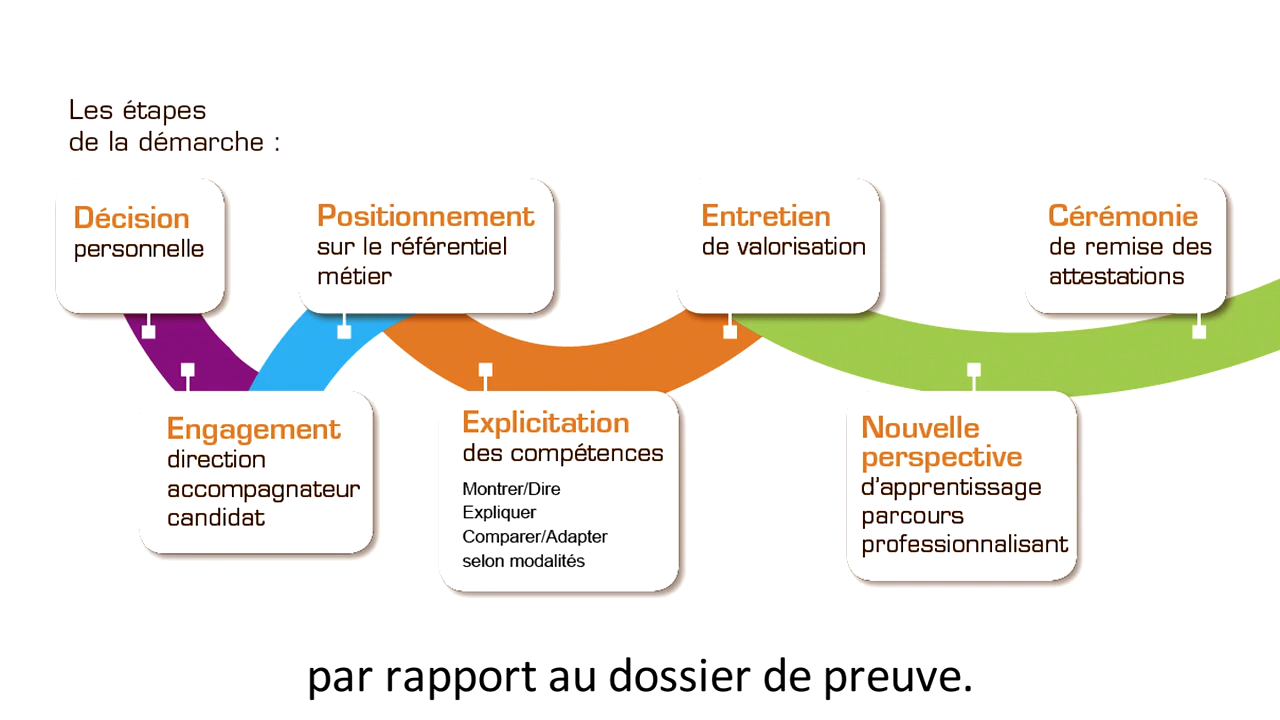 Les étapes
de la démarche :
Décision
personnelle
Engagement
direction
accompagnateur
candidat
Positionnement
sur le référentiel
métier
Explicitation
des compétences
Montrer/Dire
Expliquer
Comparer/Adapter
selon modalités
Entretien
de valorisation
Nouvelle
perspective
d'apprentissage
parcours
professionnalisant
Cérémonie
de remise des
attestations
par rapport au dossier de preuve.